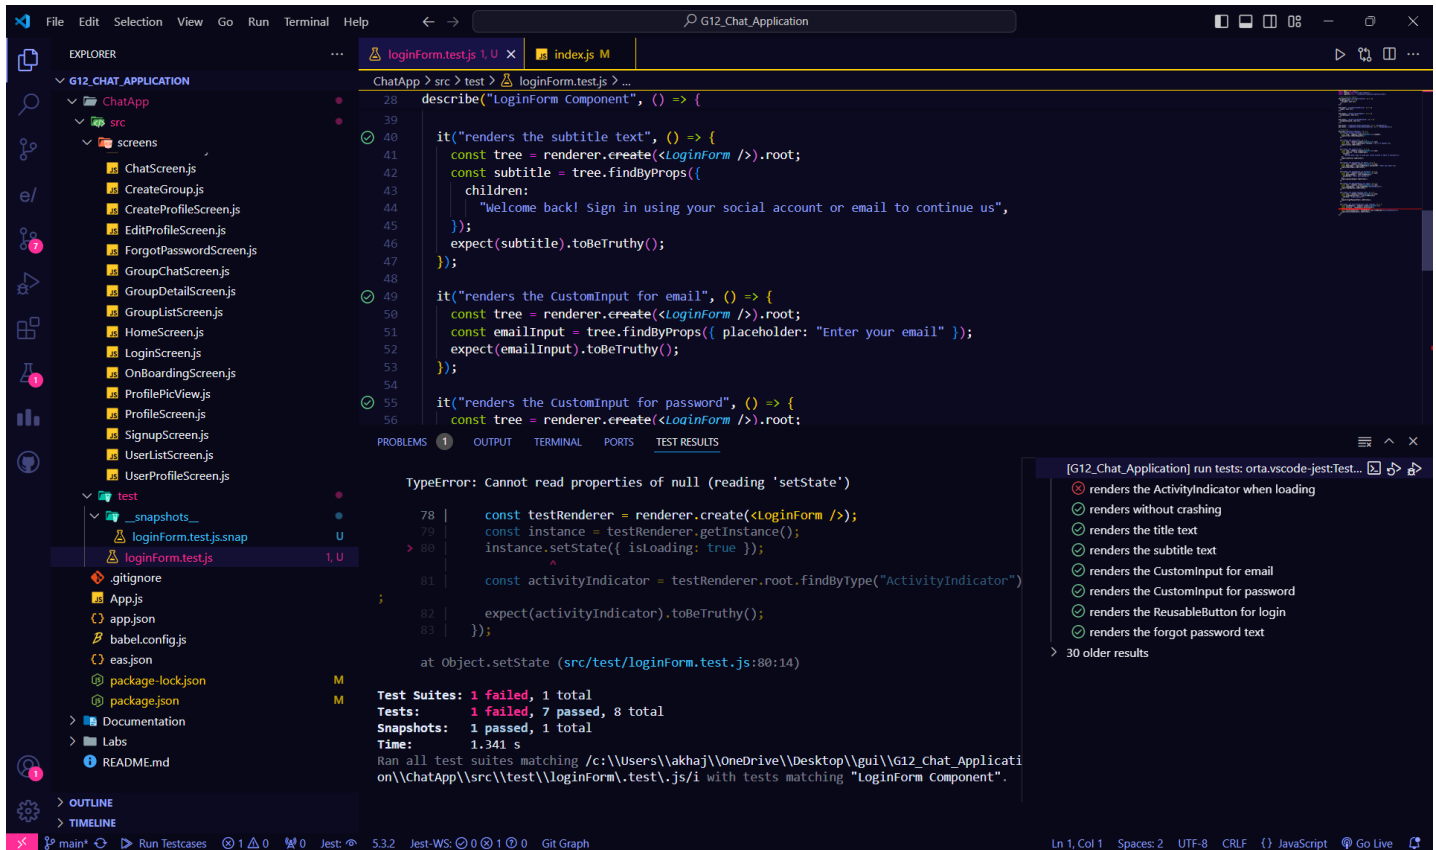 File Edit Selection View Go Run Terminal Help
G12_Chat_Application
EXPLORER
loginForm.test.js 1, U
index.js M
G12_CHAT_APPLICATION
ChatApp > src > test > loginForm.test.js > ...
ChatApp
src
screens
ChatScreen.js
CreateGroup.js
CreateProfileScreen.js
EditProfileScreen.js
ForgotPasswordScreen.js
GroupChatScreen.js
GroupDetailScreen.js
GroupListScreen.js
HomeScreen.js
LoginScreen.js
OnBoardingScreen.js
ProfilePicView.js
ProfileScreen.js
SignupScreen.js
UserListScreen.js
UserProfileScreen.js
test
__snapshots__
loginForm.test.js.snap U
loginForm.test.js 1, U
.gitignore
App.js
app.json
babel.config.js
eas.json
package-lock.json M
package.json M
Documentation
Labs
README.md
OUTLINE
TIMELINE
7
1
1
28 describe("LoginForm Component", () => {
39
40 it("renders the subtitle text", () => {
41 const tree = renderer.create(<LoginForm />).root;
42 const subtitle = tree.findByProps({
43 children:
44 "Welcome back! Sign in using your social account or email to continue us",
45 });
46 expect(subtitle).toBeTruthy();
47 });
48
49 it("renders the CustomInput for email", () => {
50 const tree = renderer.create(<LoginForm />).root;
51 const emailInput = tree.findByProps({ placeholder: "Enter your email" });
52 expect(emailInput).toBeTruthy();
53 });
54
55 it("renders the CustomInput for password", () => {
56 const tree = renderer.create(<LoginForm />).root;
PROBLEMS 1 OUTPUT TERMINAL PORTS TEST RESULTS
TypeError: Cannot read properties of null (reading 'setState')
78 | const testRenderer = renderer.create(<LoginForm />);
79 | const instance = testRenderer.getInstance();
> 80 | instance.setState({ isLoading: true });
| ^
81 | const activityIndicator = testRenderer.root.findByType("ActivityIndicator")
;
82 | expect(activityIndicator).toBeTruthy();
83 | });
at Object.setState (src/test/loginForm.test.js:80:14)
Test Suites: 1 failed, 1 total
Tests: 1 failed, 7 passed, 8 total
Snapshots: 1 passed, 1 total
Time: 1.341 s
Ran all test suites matching /c:\\Users\\akhaj\\OneDrive\\Desktop\\gui\\G12_Chat_Applicati
on\\ChatApp\\src\\test\\loginForm\.test\.js/i with tests matching "LoginForm Component".
[G12_Chat_Application] run tests: orta.vscode-jest:Test...
renders the ActivityIndicator when loading
renders without crashing
renders the title text
renders the subtitle text
renders the CustomInput for email
renders the CustomInput for password
renders the ReusableButton for login
renders the forgot password text
30 older results
main* Run Testcases 1 0 0 Jest: 5.3.2 Jest-WS: 0 1 0 Git Graph
Ln 1, Col 1 Spaces: 2 UTF-8 CRLF {} JavaScript Go Live